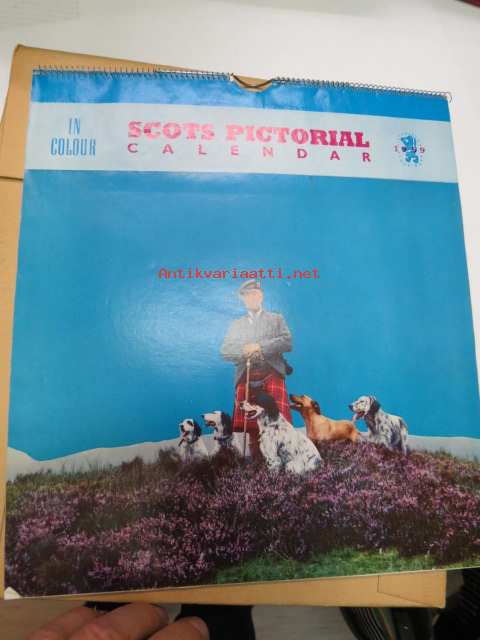 IN
COLOUR
SCOTS PICTORIAL
CALENDAR
Antikvariaatti.net